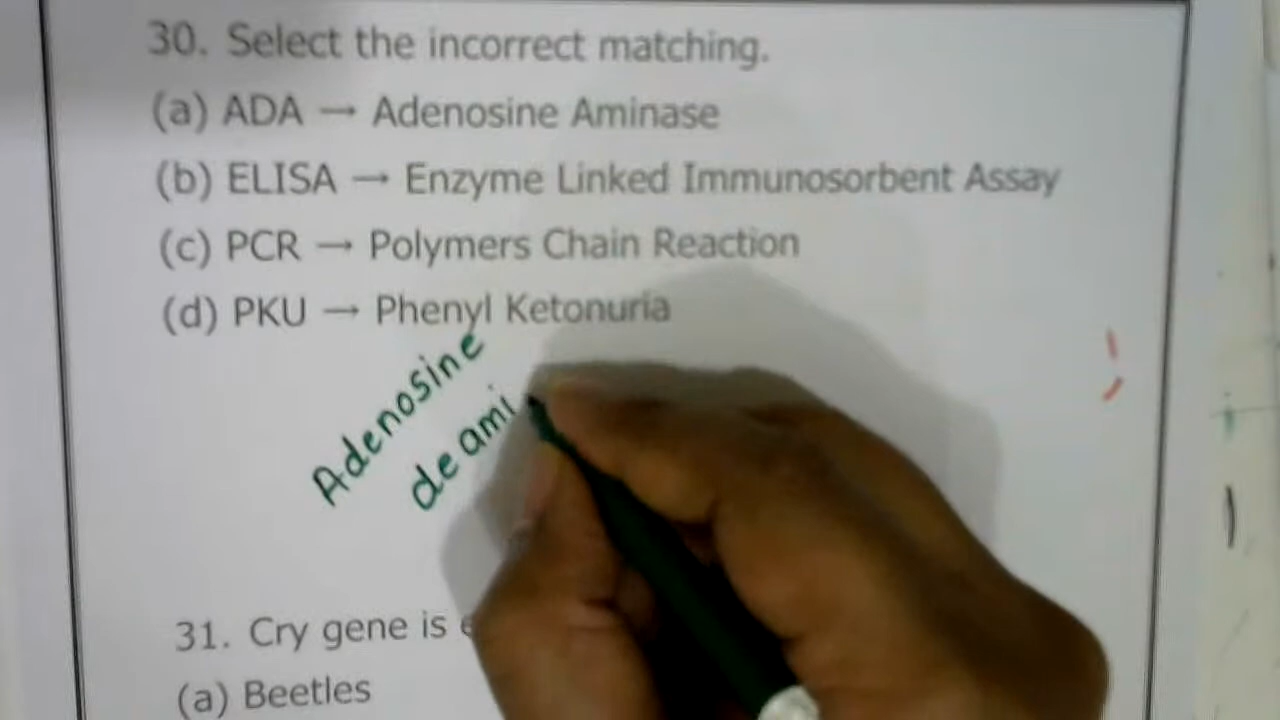 30. Select the incorrect matching.
(a) ADA → Adenosine Aminase
(b) ELISA → Enzyme Linked Immunosorbent Assay
(c) PCR → Polymers Chain Reaction
(d) PKU → Phenyl Ketonuria
Adenosine
deami
31. Cry gene is
(a) Beetles